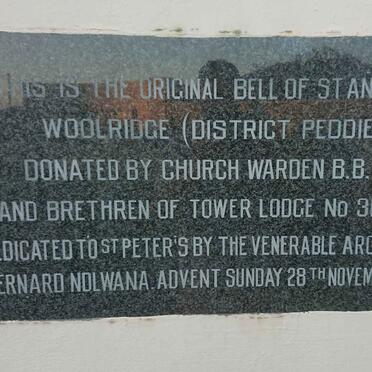 THIS IS THE ORIGINAL BELL OF ST AN
WOOLRIDGE (DISTRICT PEDDIE
DONATED BY CHURCH WARDEN B.B.
AND BRETHREN OF TOWER LODGE No 3
EDICATED TO ST PETER'S BY THE VENERABLE ARC
ERNARD NDLWANA. ADVENT SUNDAY 28TH NOVEM